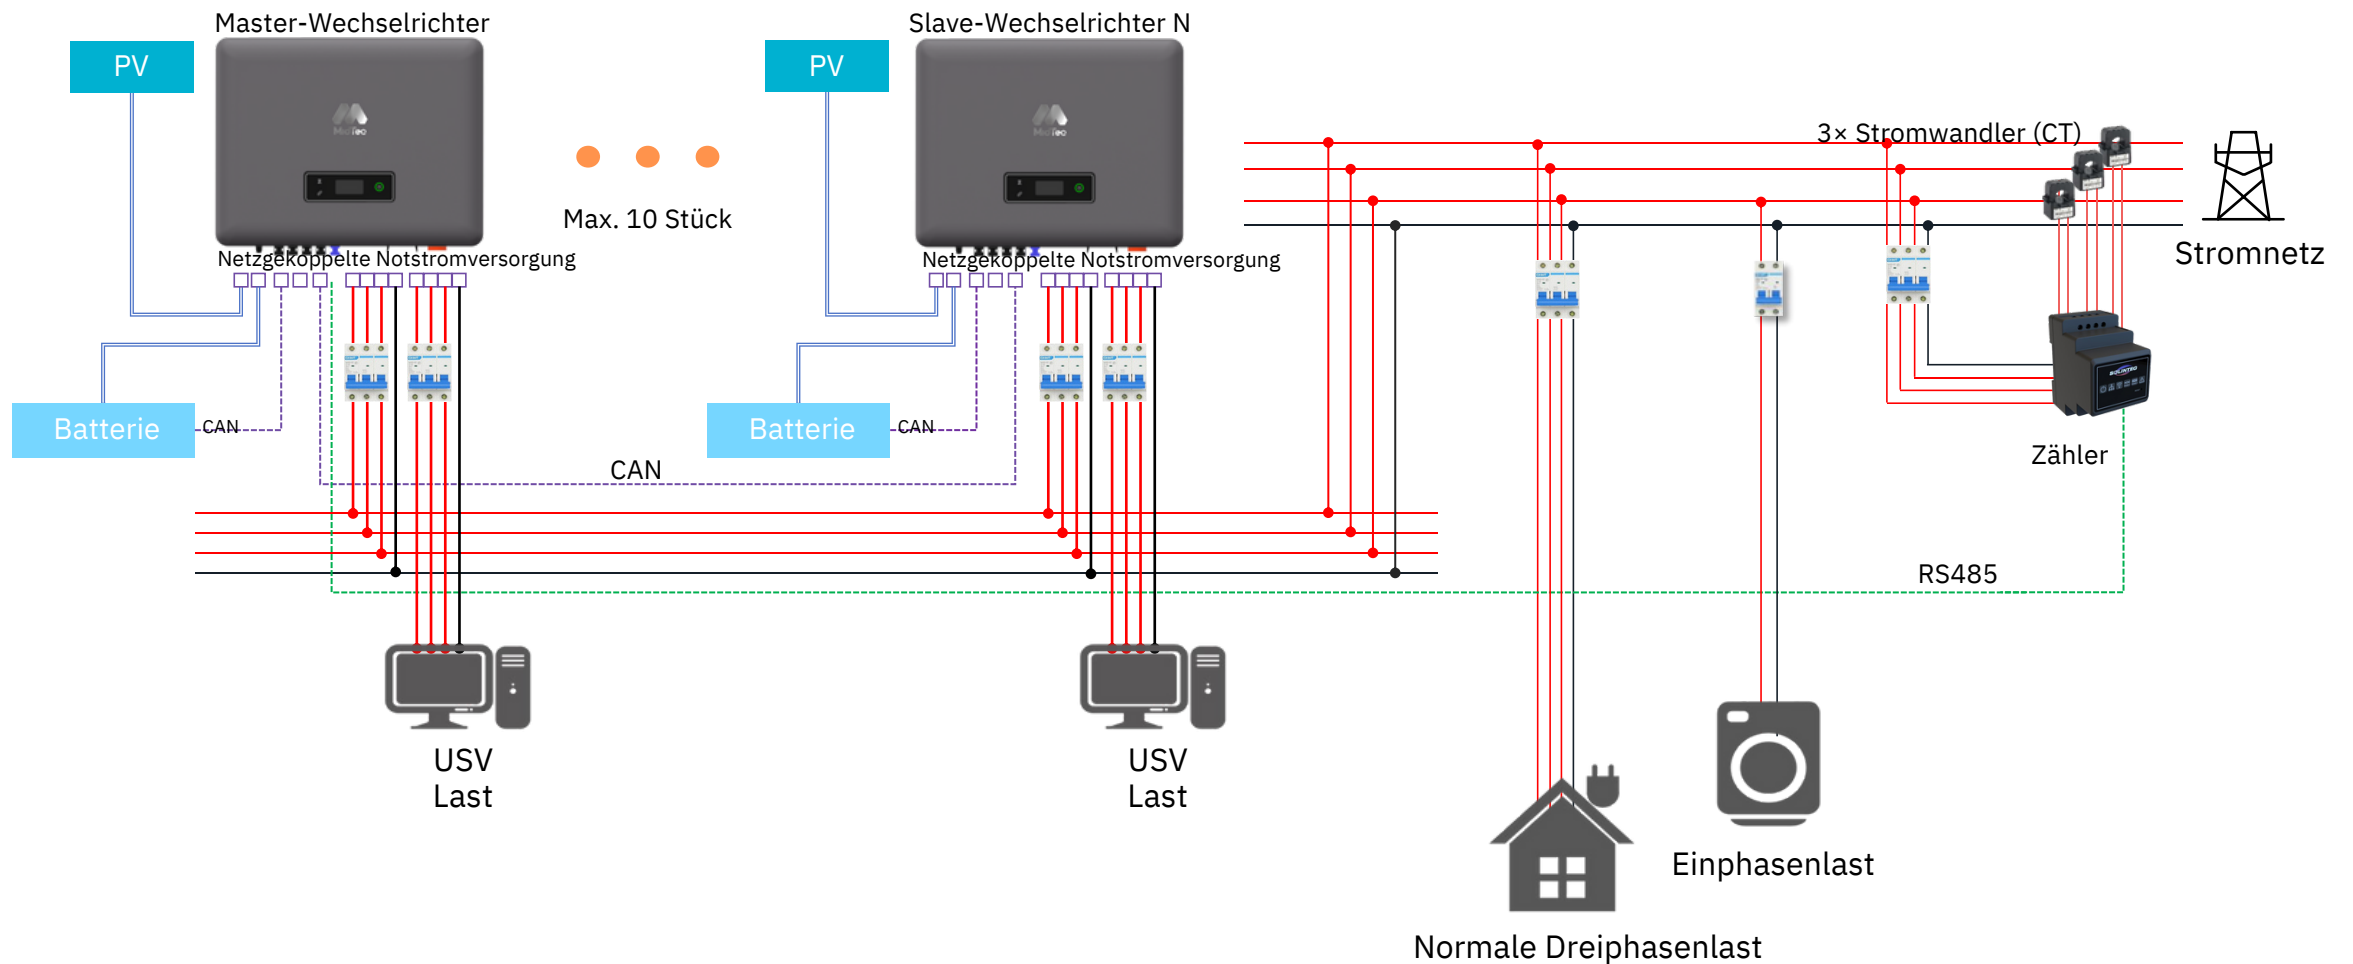 Master-Wechselrichter
Slave-Wechselrichter N
PV
PV
3× Stromwandler (CT)
Max. 10 Stück
Stromnetz
Netzgekoppelte Notstromversorgung
Netzgekoppelte Notstromversorgung
SOLINTEG
Batterie
CAN
Batterie
CAN
Zähler
CAN
RS485
USV
Last
USV
Last
Einphasenlast
Normale Dreiphasenlast